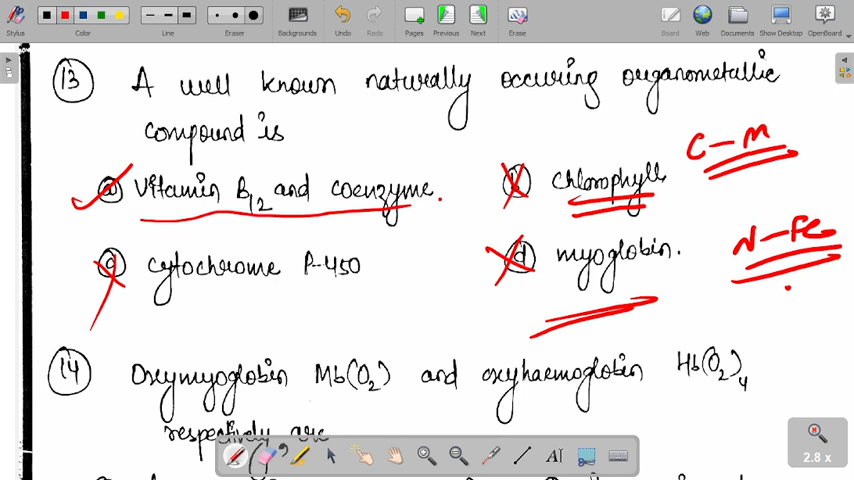 Stylus
Color
Line
Eraser
Backgrounds
Undo
Redo
Pages
Previous
Next
Erase
Board
Web
Documents
Show Desktop
OpenBoard
13 A well known naturally occuring organometallic
compound is
C-M
a Vitamin B12 and coenzyme.
b chlorophyll
c cytochrome P-450
d myoglobin.
N-Fe
14 Oxymyoglobin Mb(O2) and oxyhaemoglobin Hb(O2)4
respectively are
2.8 x